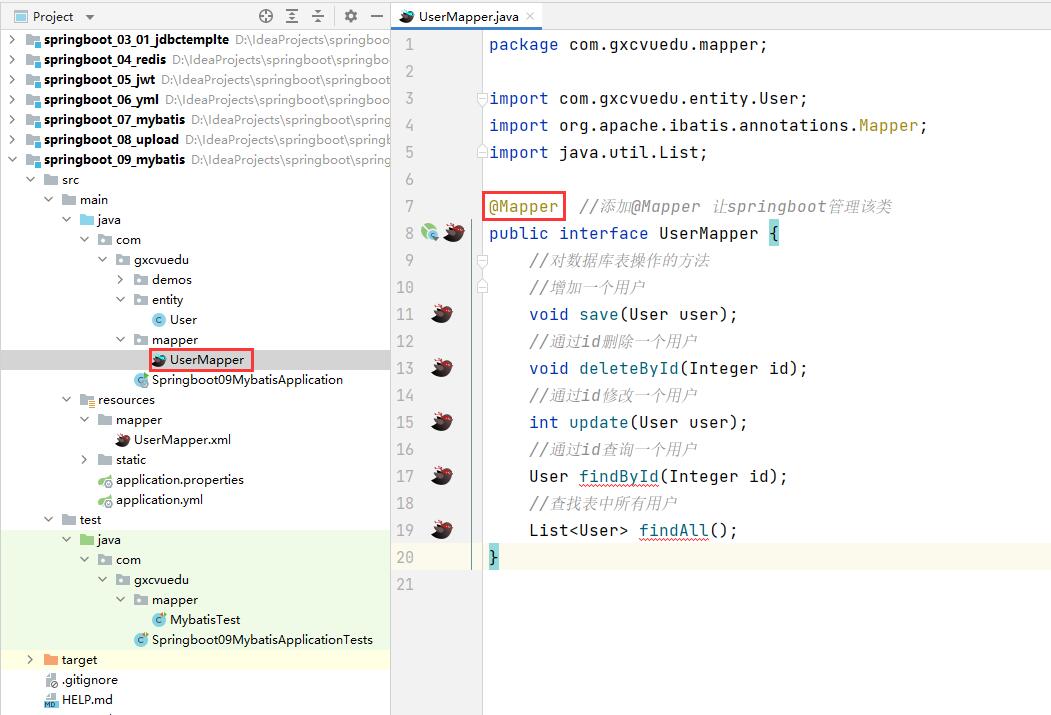 Project
springboot_03_01_jdbctemplte D:\IdeaProjects\springboo
springboot_04_redis D:\IdeaProjects\springboot\springbo
springboot_05_jwt D:\IdeaProjects\springboot\springboo
springboot_06_yml D:\IdeaProjects\springboot\springboo
springboot_07_mybatis D:\IdeaProjects\springboot\spring
springboot_08_upload D:\IdeaProjects\springboot\spring
springboot_09_mybatis D:\IdeaProjects\springboot\spring
src
main
java
com
gxcvuedu
demos
entity
User
mapper
UserMapper
Springboot09MybatisApplication
resources
mapper
UserMapper.xml
static
application.properties
application.yml
test
java
com
gxcvuedu
mapper
MybatisTest
Springboot09MybatisApplicationTests
target
.gitignore
HELP.md
UserMapper.java
1 package com.gxcvuedu.mapper;
2
3 import com.gxcvuedu.entity.User;
4 import org.apache.ibatis.annotations.Mapper;
5 import java.util.List;
6
7 @Mapper //添加@Mapper 让springboot管理该类
8 public interface UserMapper {
9 //对数据库表操作的方法
10 //增加一个用户
11 void save(User user);
12 //通过id删除一个用户
13 void deleteById(Integer id);
14 //通过id修改一个用户
15 int update(User user);
16 //通过id查询一个用户
17 User findById(Integer id);
18 //查找表中所有用户
19 List<User> findAll();
20 }
21